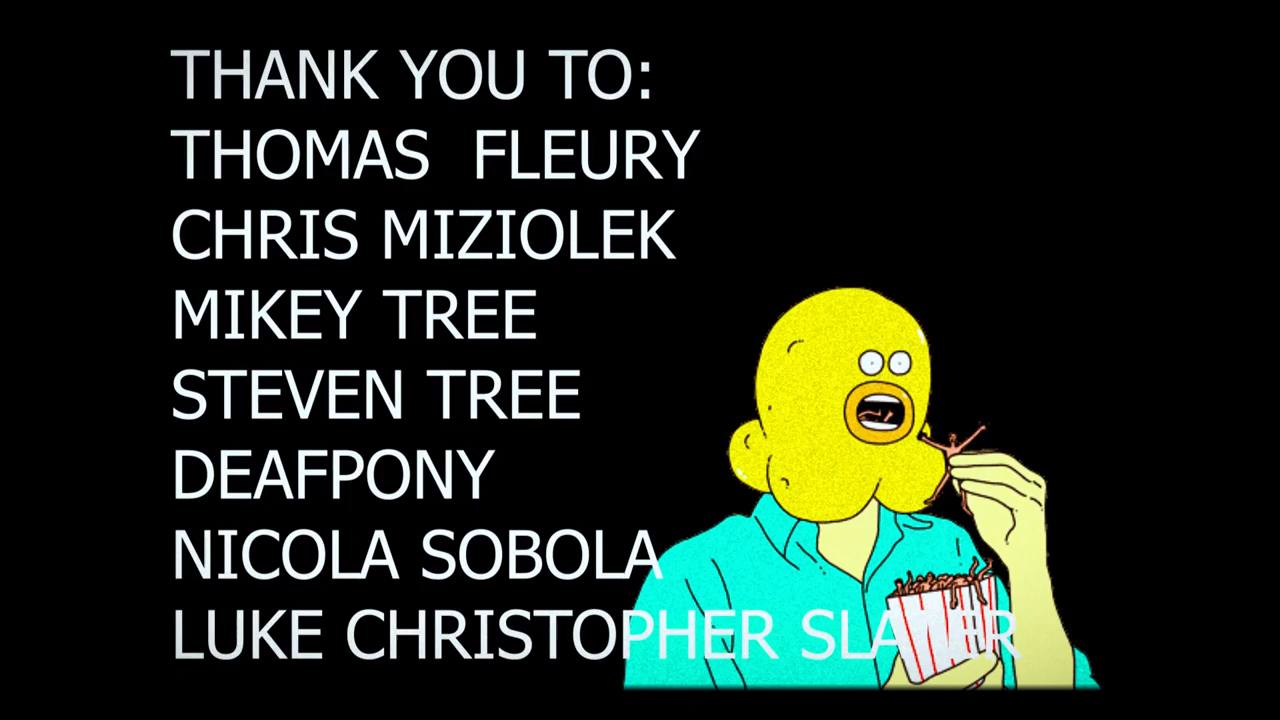 THANK YOU TO:
THOMAS FLEURY
CHRIS MIZIOLEK
MIKEY TREE
STEVEN TREE
DEAFPONY
NICOLA SOBOLA
LUKE CHRISTOPHER